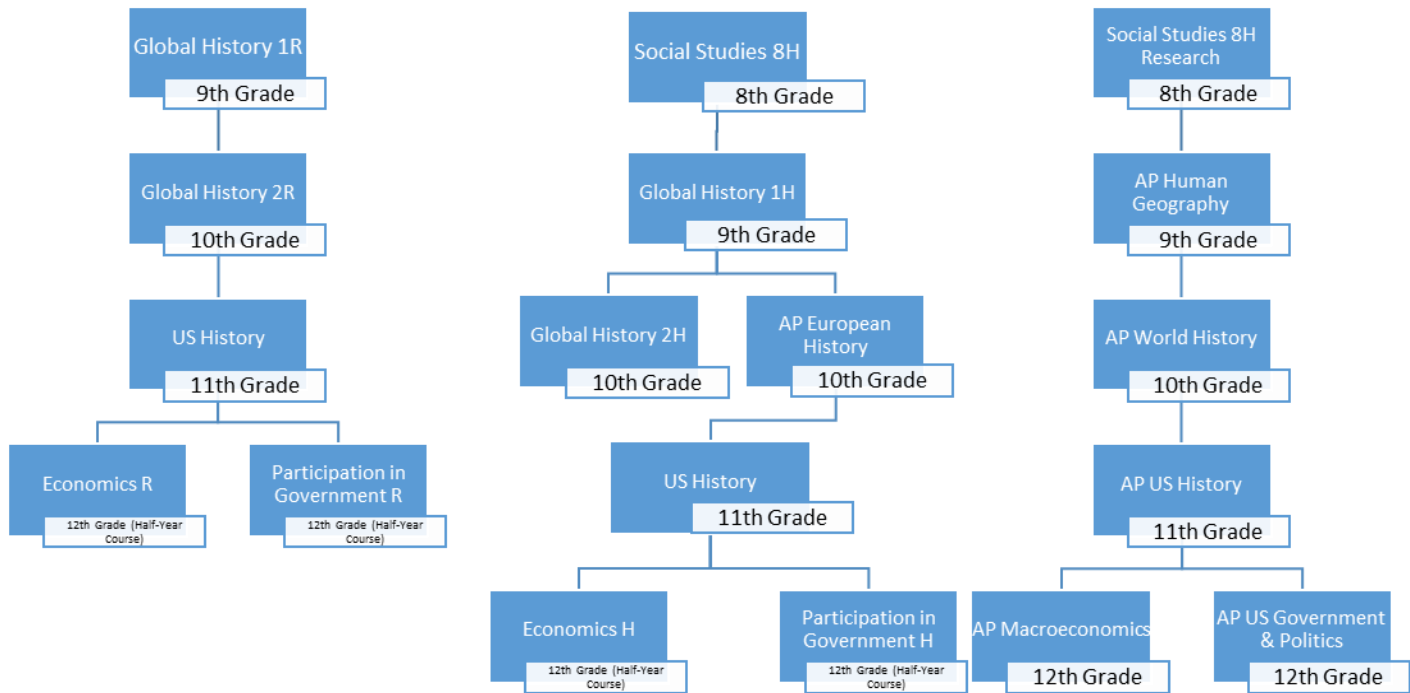 Global History 1R
9th Grade
Global History 2R
10th Grade
US History
11th Grade
Economics R
12th Grade (Half-Year
Course)
Participation in
Government R
12th Grade (Half-Year
Course)
Social Studies 8H
8th Grade
Global History 1H
9th Grade
Global History 2H
10th Grade
AP European
History
10th Grade
US History
11th Grade
Economics H
12th Grade (Half-Year
Course)
Participation in
Government H
12th Grade (Half-Year
Course)
Social Studies 8H
Research
8th Grade
AP Human
Geography
9th Grade
AP World History
10th Grade
AP US History
11th Grade
AP Macroeconomics
12th Grade
AP US Government
& Politics
12th Grade